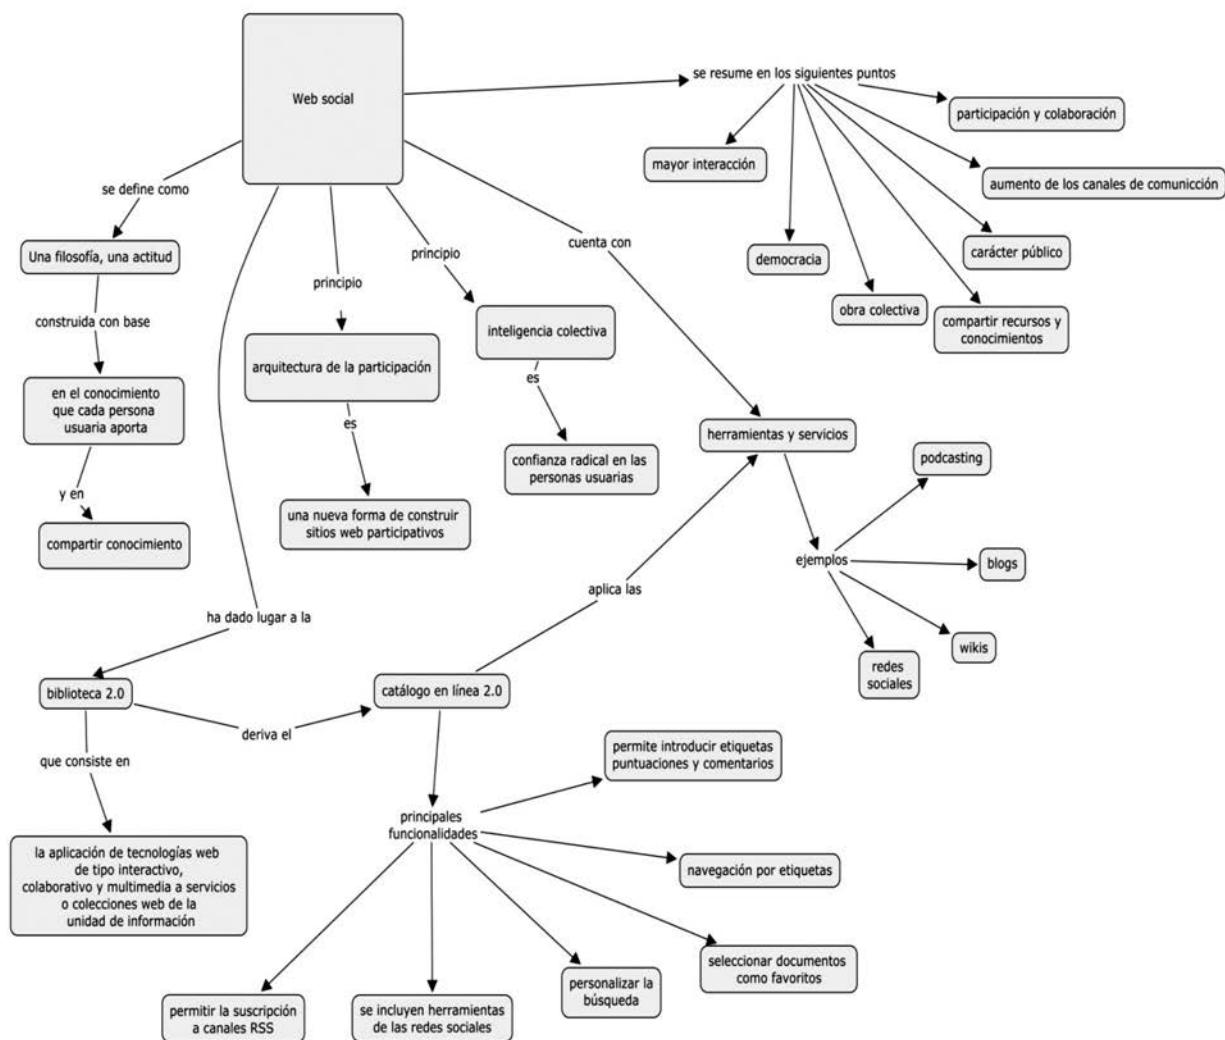 Web social
se resume en los siguientes puntos
participación y colaboración
mayor interacción
aumento de los canales de comunicción
democracia
carácter público
obra colectiva
compartir recursos y
conocimientos
se define como
Una filosofía, una actitud
construida con base
en el conocimiento
que cada persona
usuaria aporta
y en
compartir conocimiento
principio
arquitectura de la participación
es
una nueva forma de construir
sitios web participativos
principio
inteligencia colectiva
es
confianza radical en las
personas usuarias
cuenta con
herramientas y servicios
ejemplos
podcasting
blogs
wikis
redes
sociales
ha dado lugar a la
biblioteca 2.0
que consiste en
la aplicación de tecnologías web
de tipo interactivo,
colaborativo y multimedia a servicios
o colecciones web de la
unidad de información
deriva el
catálogo en línea 2.0
aplica las
principales
funcionalidades
permite introducir etiquetas
puntuaciones y comentarios
navegación por etiquetas
seleccionar documentos
como favoritos
personalizar la
búsqueda
se incluyen herramientas
de las redes sociales
permitir la suscripción
a canales RSS